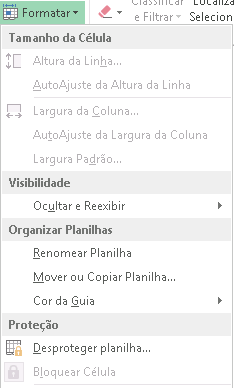 Formatar
Classificar
e Filtrar
Localiza
Selecion
Tamanho da Célula
Altura da Linha...
AutoAjuste da Altura da Linha
Largura da Coluna...
AutoAjuste da Largura da Coluna
Largura Padrão...
Visibilidade
Ocultar e Reexibir
Organizar Planilhas
Renomear Planilha
Mover ou Copiar Planilha...
Cor da Guia
Proteção
Desproteger planilha...
Bloquear Célula